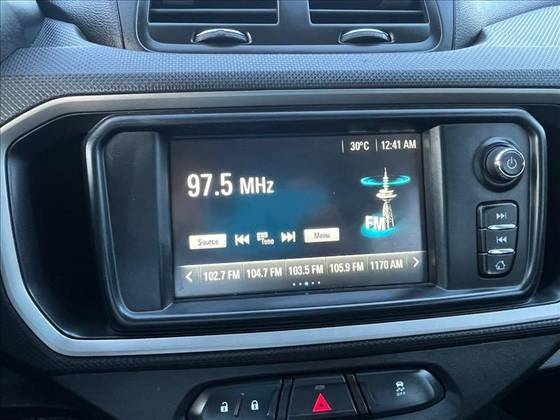 30°C 12:41 AM
97.5 MHz
FM
Source Tune Menu
102.7 FM 104.7 FM 103.5 FM 105.9 FM 1170 AM
OFF